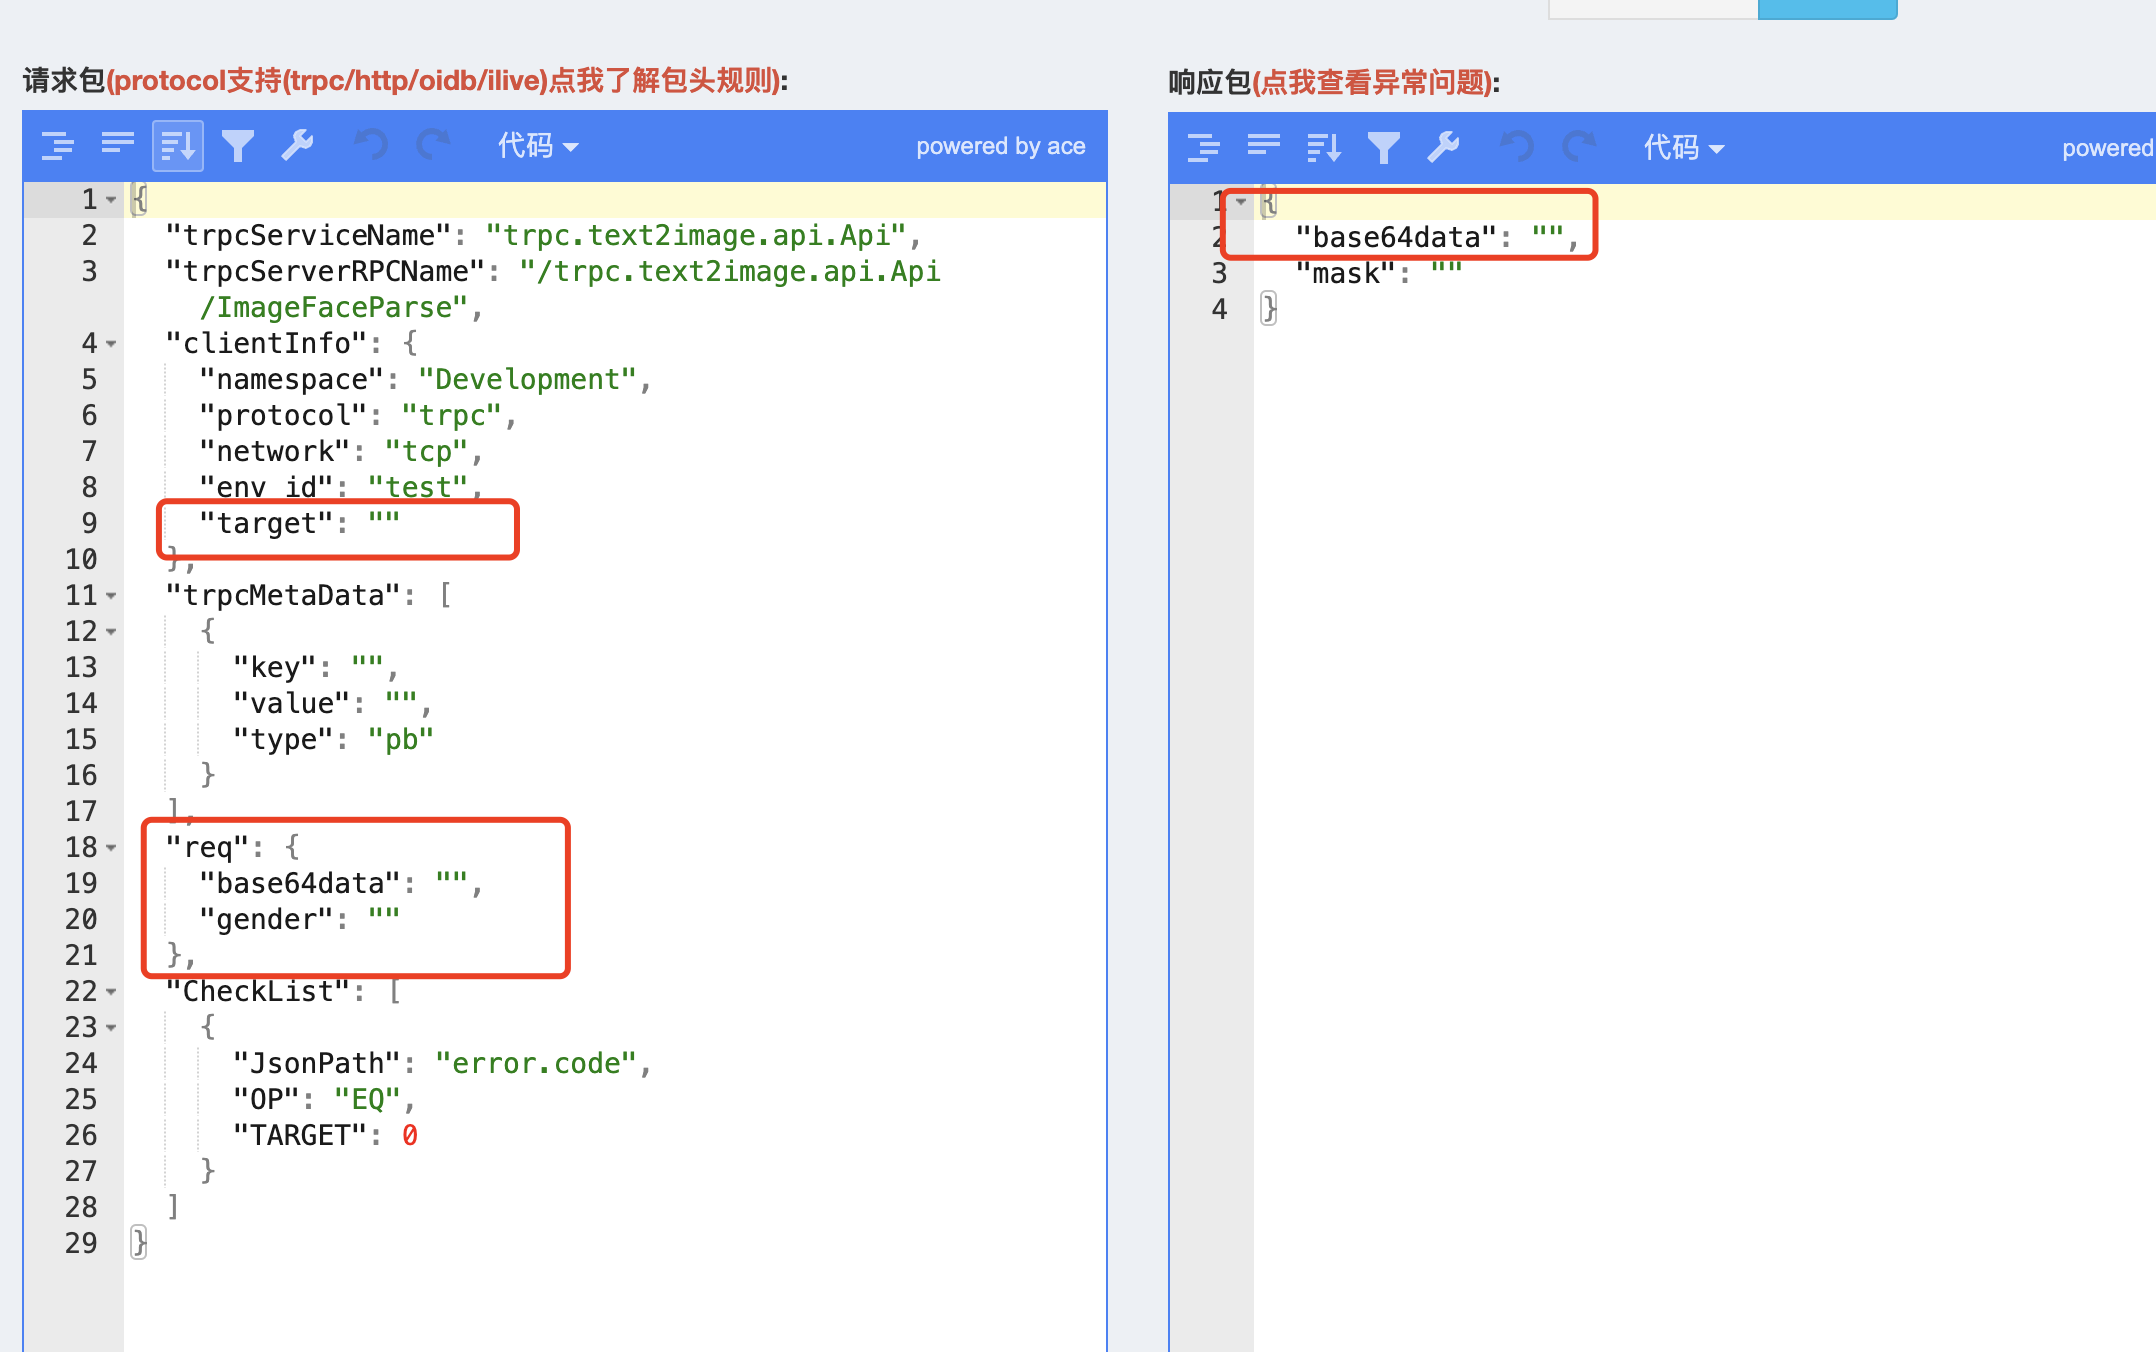 请求包(protocol支持(trpc/http/oidb/ilive)点我了解包头规则):
代码
powered by ace
1 {
2 "trpcServiceName": "trpc.text2image.api.Api",
3 "trpcServerRPCName": "/trpc.text2image.api.Api
/ImageFaceParse",
4 "clientInfo": {
5 "namespace": "Development",
6 "protocol": "trpc",
7 "network": "tcp",
8 "env_id": "test",
9 "target": ""
10 },
11 "trpcMetaData": [
12 {
13 "key": "",
14 "value": "",
15 "type": "pb"
16 }
17 ],
18 "req": {
19 "base64data": "",
20 "gender": ""
21 },
22 "CheckList": [
23 {
24 "JsonPath": "error.code",
25 "OP": "EQ",
26 "TARGET": 0
27 }
28 ]
29 }
响应包(点我查看异常问题):
代码
powered
1 {
2 "base64data": "",
3 "mask": ""
4 }